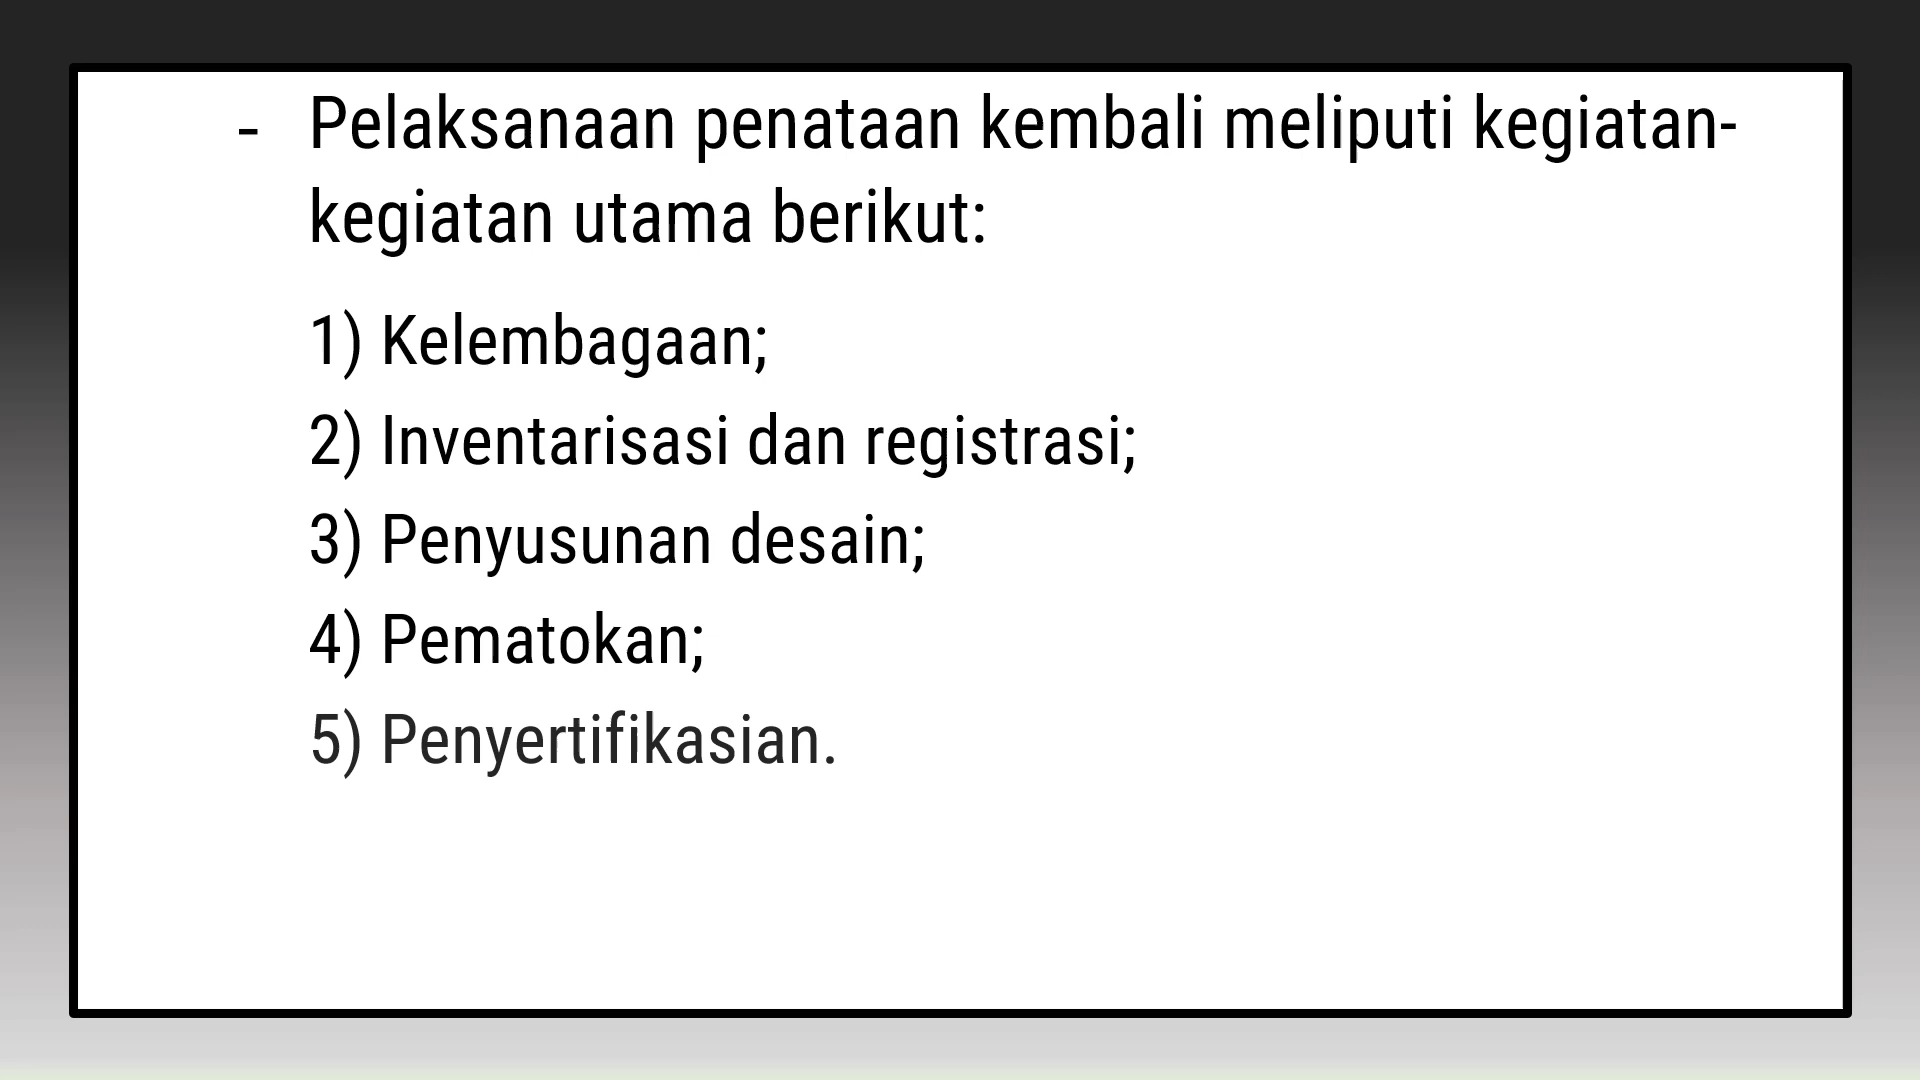 - Pelaksanaan penataan kembali meliputi kegiatan-
kegiatan utama berikut:
1) Kelembagaan;
2) Inventarisasi dan registrasi;
3) Penyusunan desain;
4) Pematokan;
5) Penyertifikasian.